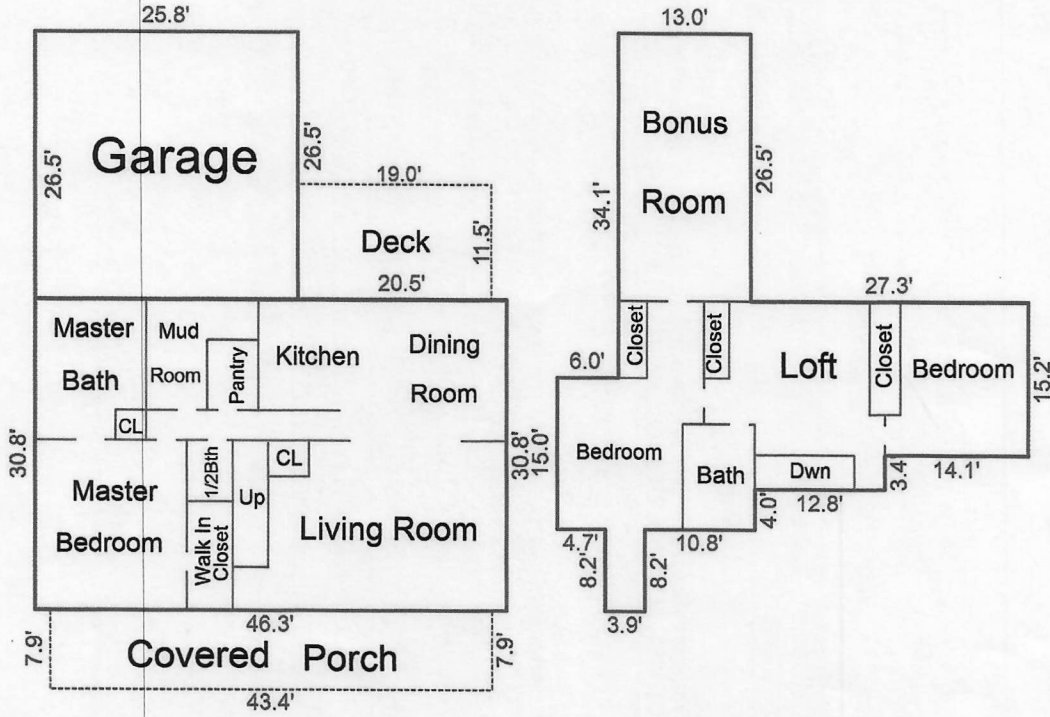 25.8'
Garage
26.5'
26.5'
19.0'
Deck
11.5'
20.5'
Master
Bath
Mud
Room
Pantry
Kitchen
Dining
Room
CL
30.8'
30.8'
Master
Bedroom
1/2Bth
Up
CL
Walk In
Closet
Living Room
46.3'
7.9'
7.9'
Covered Porch
43.4'
13.0'
Bonus
Room
34.1'
26.5'
27.3'
Closet
Closet
Loft
Closet
Bedroom
15.2'
6.0'
15.0'
Bedroom
Bath
Dwn
3.4
14.1'
4.0'
12.8'
4.7'
10.8'
8.2'
8.2'
3.9'